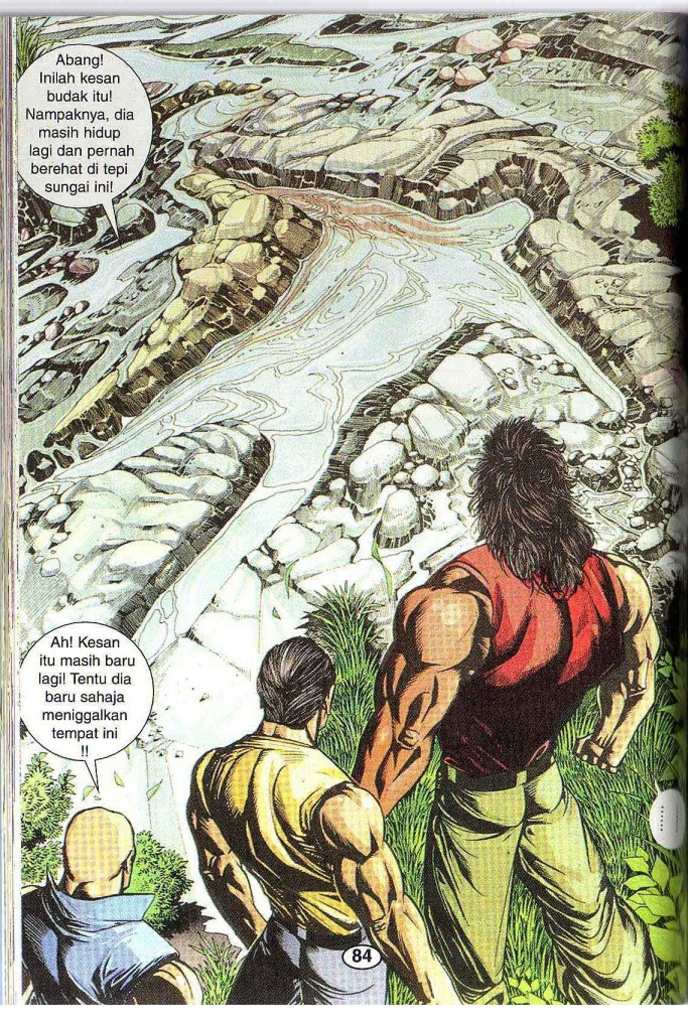 Abang!
Inilah kesan
budak itu!
Nampaknya, dia
masih hidup
lagi dan pernah
berehat di tepi
sungai ini!
Ah! Kesan
itu masih baru
lagi! Tentu dia
baru sahaja
meniggalkan
tempat ini
!!
84
......